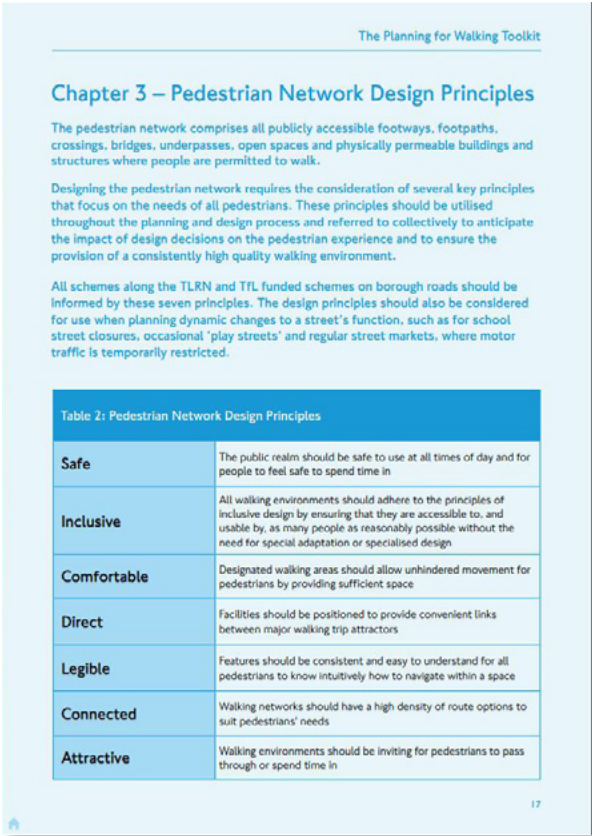 The Planning for Walking Toolkit
Chapter 3 – Pedestrian Network Design Principles
The pedestrian network comprises all publicly accessible footways, footpaths,
crossings, bridges, underpasses, open spaces and physically permeable buildings and
structures where people are permitted to walk.
Designing the pedestrian network requires the consideration of several key principles
that focus on the needs of all pedestrians. These principles should be utilised
throughout the planning and design process and referred to collectively to anticipate
the impact of design decisions on the pedestrian experience and to ensure the
provision of a consistently high quality walking environment.
All schemes along the TLRN and TfL funded schemes on borough roads should be
informed by these seven principles. The design principles should also be considered
for use when planning dynamic changes to a street's function, such as for school
street closures, occasional 'play streets' and regular street markets, where motor
traffic is temporarily restricted.
Table 2: Pedestrian Network Design Principles
Safe
The public realm should be safe to use at all times of day and for
people to feel safe to spend time in
Inclusive
All walking environments should adhere to the principles of
inclusive design by ensuring that they are accessible to, and
usable by, as many people as reasonably possible without the
need for special adaptation or specialised design
Comfortable
Designated walking areas should allow unhindered movement for
pedestrians by providing sufficient space
Direct
Facilities should be positioned to provide convenient links
between major walking trip attractors
Legible
Features should be consistent and easy to understand for all
pedestrians to know intuitively how to navigate within a space
Connected
Walking networks should have a high density of route options to
suit pedestrians' needs
Attractive
Walking environments should be inviting for pedestrians to pass
through or spend time in
17